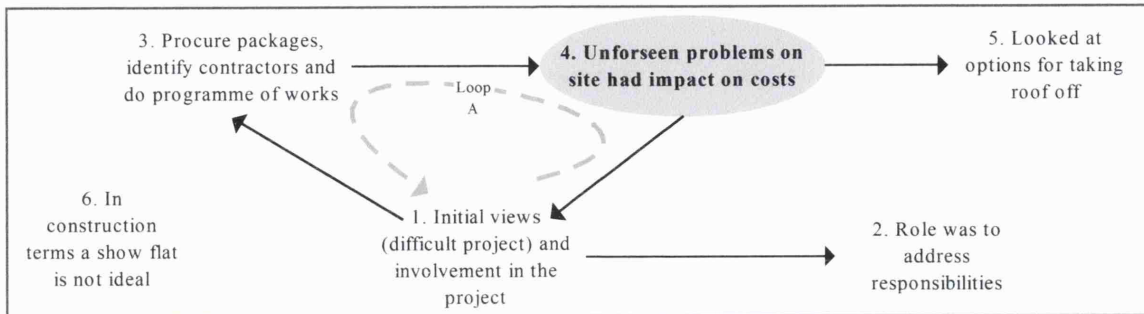 3. Procure packages,
identify contractors and
do programme of works
4. Unforseen problems on
site had impact on costs
5. Looked at
options for taking
roof off
Loop
A
6. In
construction
terms a show flat
is not ideal
1. Initial views
(difficult project) and
involvement in the
project
2. Role was to
address
responsibilities